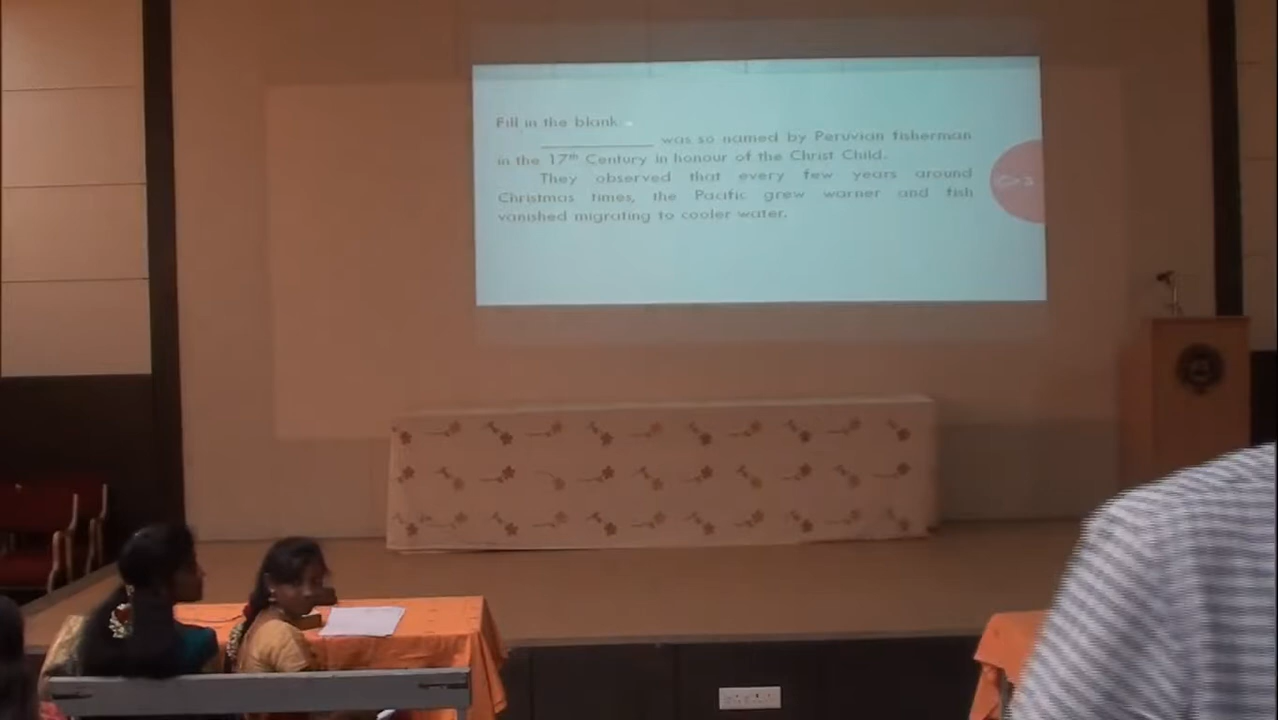 Fill in the blank:
____________ was so named by Peruvian fisherman
in the 17th Century in honour of the Christ Child.
They observed that every few years around
Christmas times, the Pacific grew warner and fish
vanished migrating to cooler water.